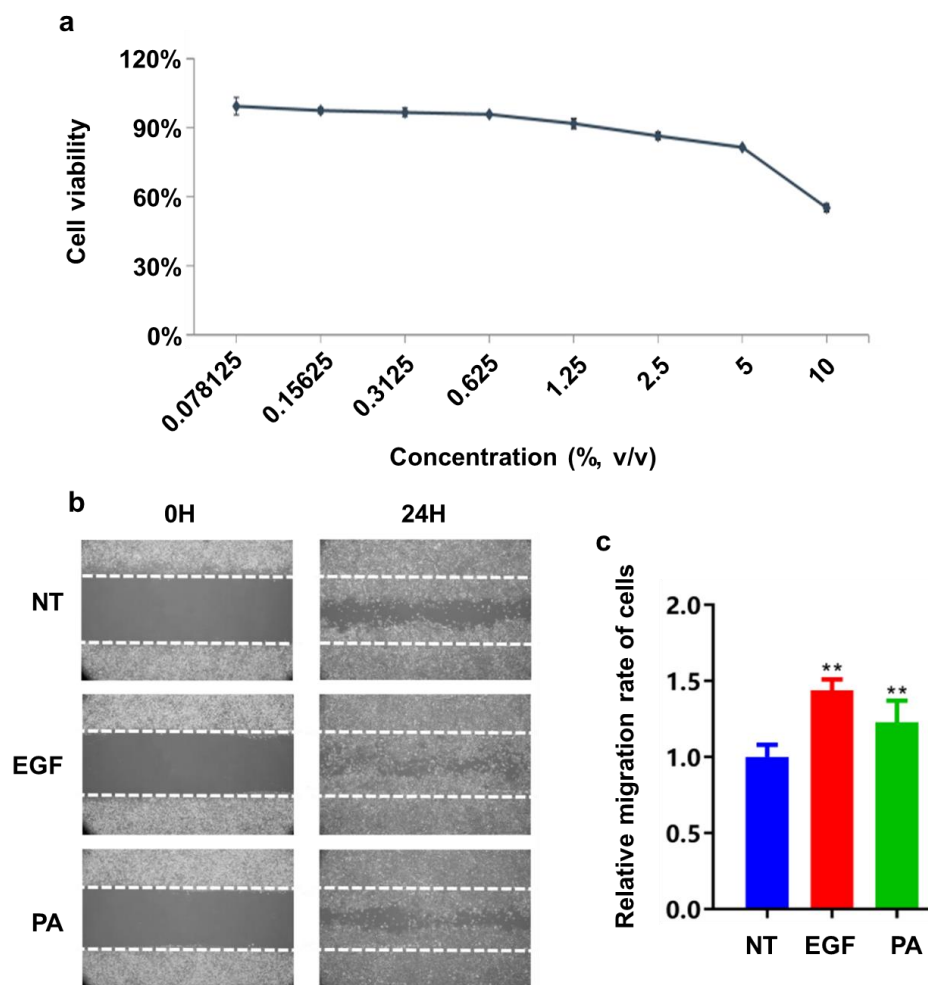 a
120%
90%
60%
30%
0%
Cell viability
0.078125
0.15625
0.3125
0.625
1.25
2.5
5
10
Concentration (%, v/v)
b
0H
24H
NT
EGF
PA
c
Relative migration rate of cells
2.0
1.5
1.0
0.5
0.0
**
**
NT
EGF
PA